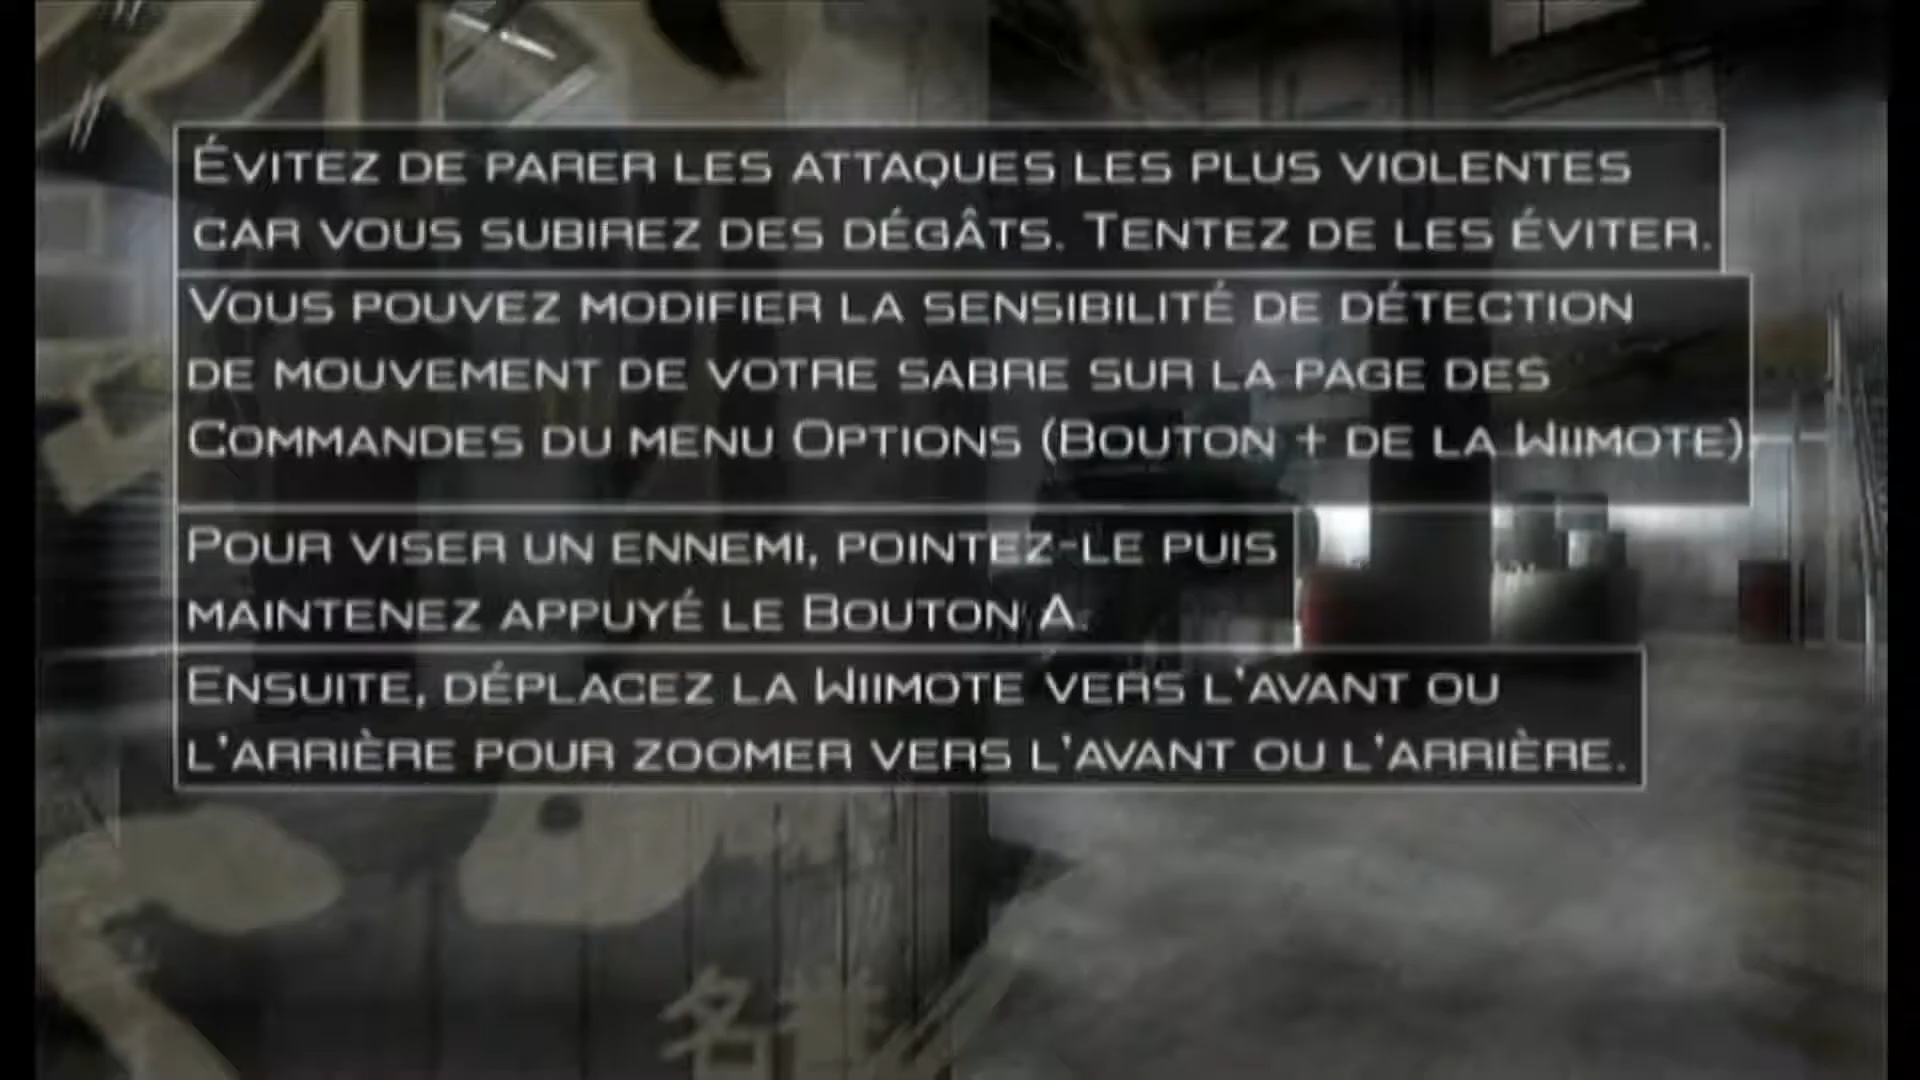 Évitez de parer les attaques les plus violentes
car vous subirez des dégâts. Tentez de les éviter.
Vous pouvez modifier la sensibilité de détection
de mouvement de votre sabre sur la page des
Commandes du menu Options (Bouton + de la Wiimote)
Pour viser un ennemi, pointez-le puis
maintenez appuyé le Bouton A.
Ensuite, déplacez la Wiimote vers l'avant ou
l'arrière pour zoomer vers l'avant ou l'arrière.
名誉